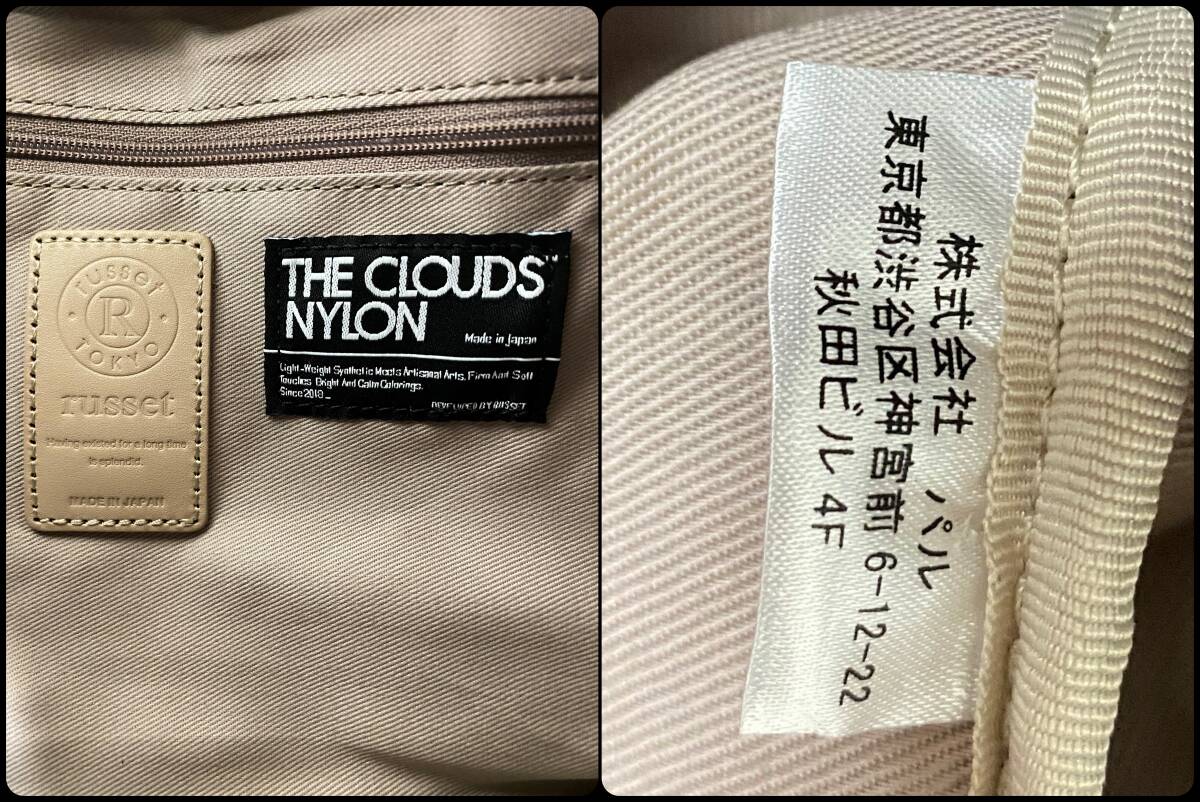 russet
R
TOKYO
russet
Having existed for a long time
is splendid.
MADE IN JAPAN
THE CLOUDS™
NYLON
Made in Japan
Light-Weight Synthetic Meets Artisanal Arts. Firm And Soft
Touches. Bright And Calm Colorings.
Since 2010_
DEVELOPED BY RUSSET
株式会社 パル
東京都渋谷区神宮前 6-12-22
秋田ビル 4F